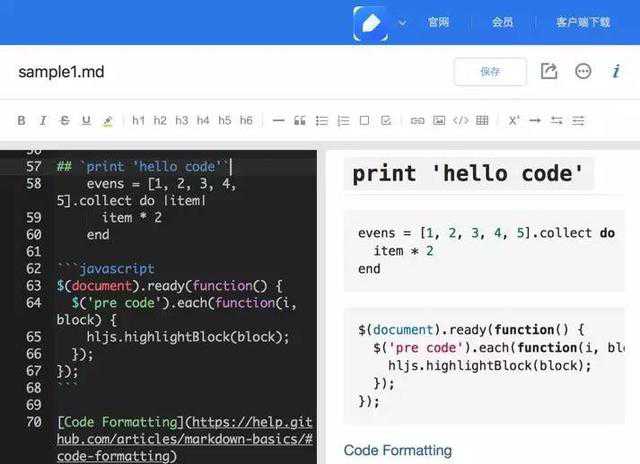 官网
会员
客户端下载
sample1.md
保存
B I S U h1 h2 h3 h4 h5 h6
57 ## `print 'hello code'`
58 evens = [1, 2, 3, 4,
5].collect do |item|
59 item * 2
60 end
61
62 ```javascript
63 $(document).ready(function() {
64 $('pre code').each(function(i,
block) {
65 hljs.highlightBlock(block);
66 });
67 });
68 ```
69
70 [Code Formatting](https://help.git
hub.com/articles/markdown-basics/#
code-formatting)
print 'hello code'
evens = [1, 2, 3, 4, 5].collect do
item * 2
end
$(document).ready(function() {
$('pre code').each(function(i, bl
hljs.highlightBlock(block);
});
});
Code Formatting